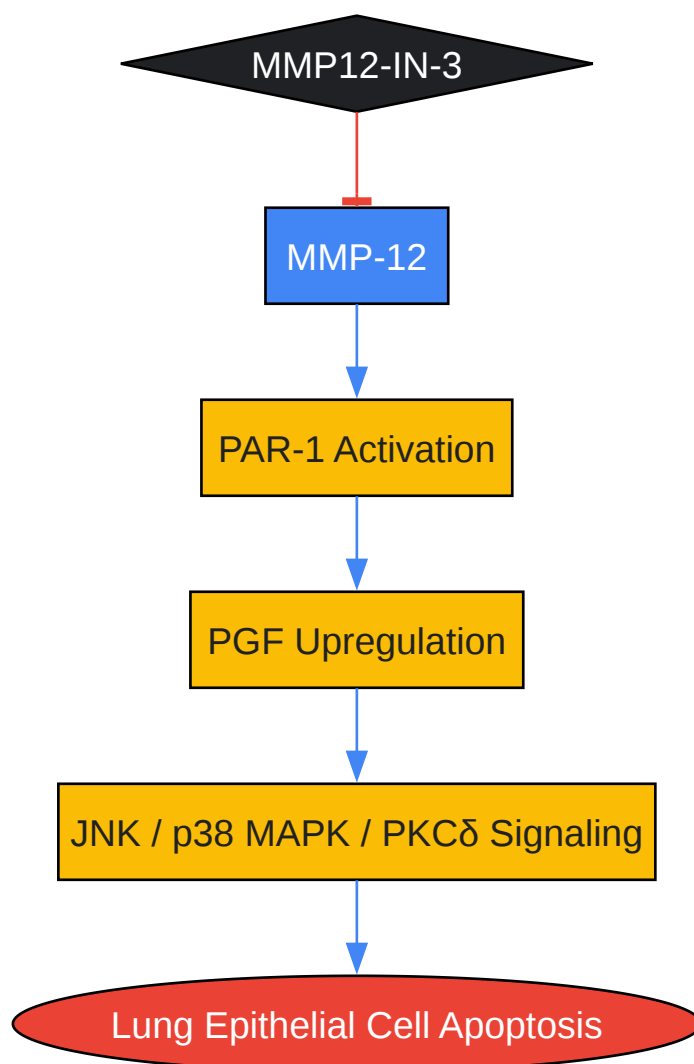 MMP12-IN-3
MMP-12
PAR-1 Activation
PGF Upregulation
JNK / p38 MAPK / PKCδ Signaling
Lung Epithelial Cell Apoptosis